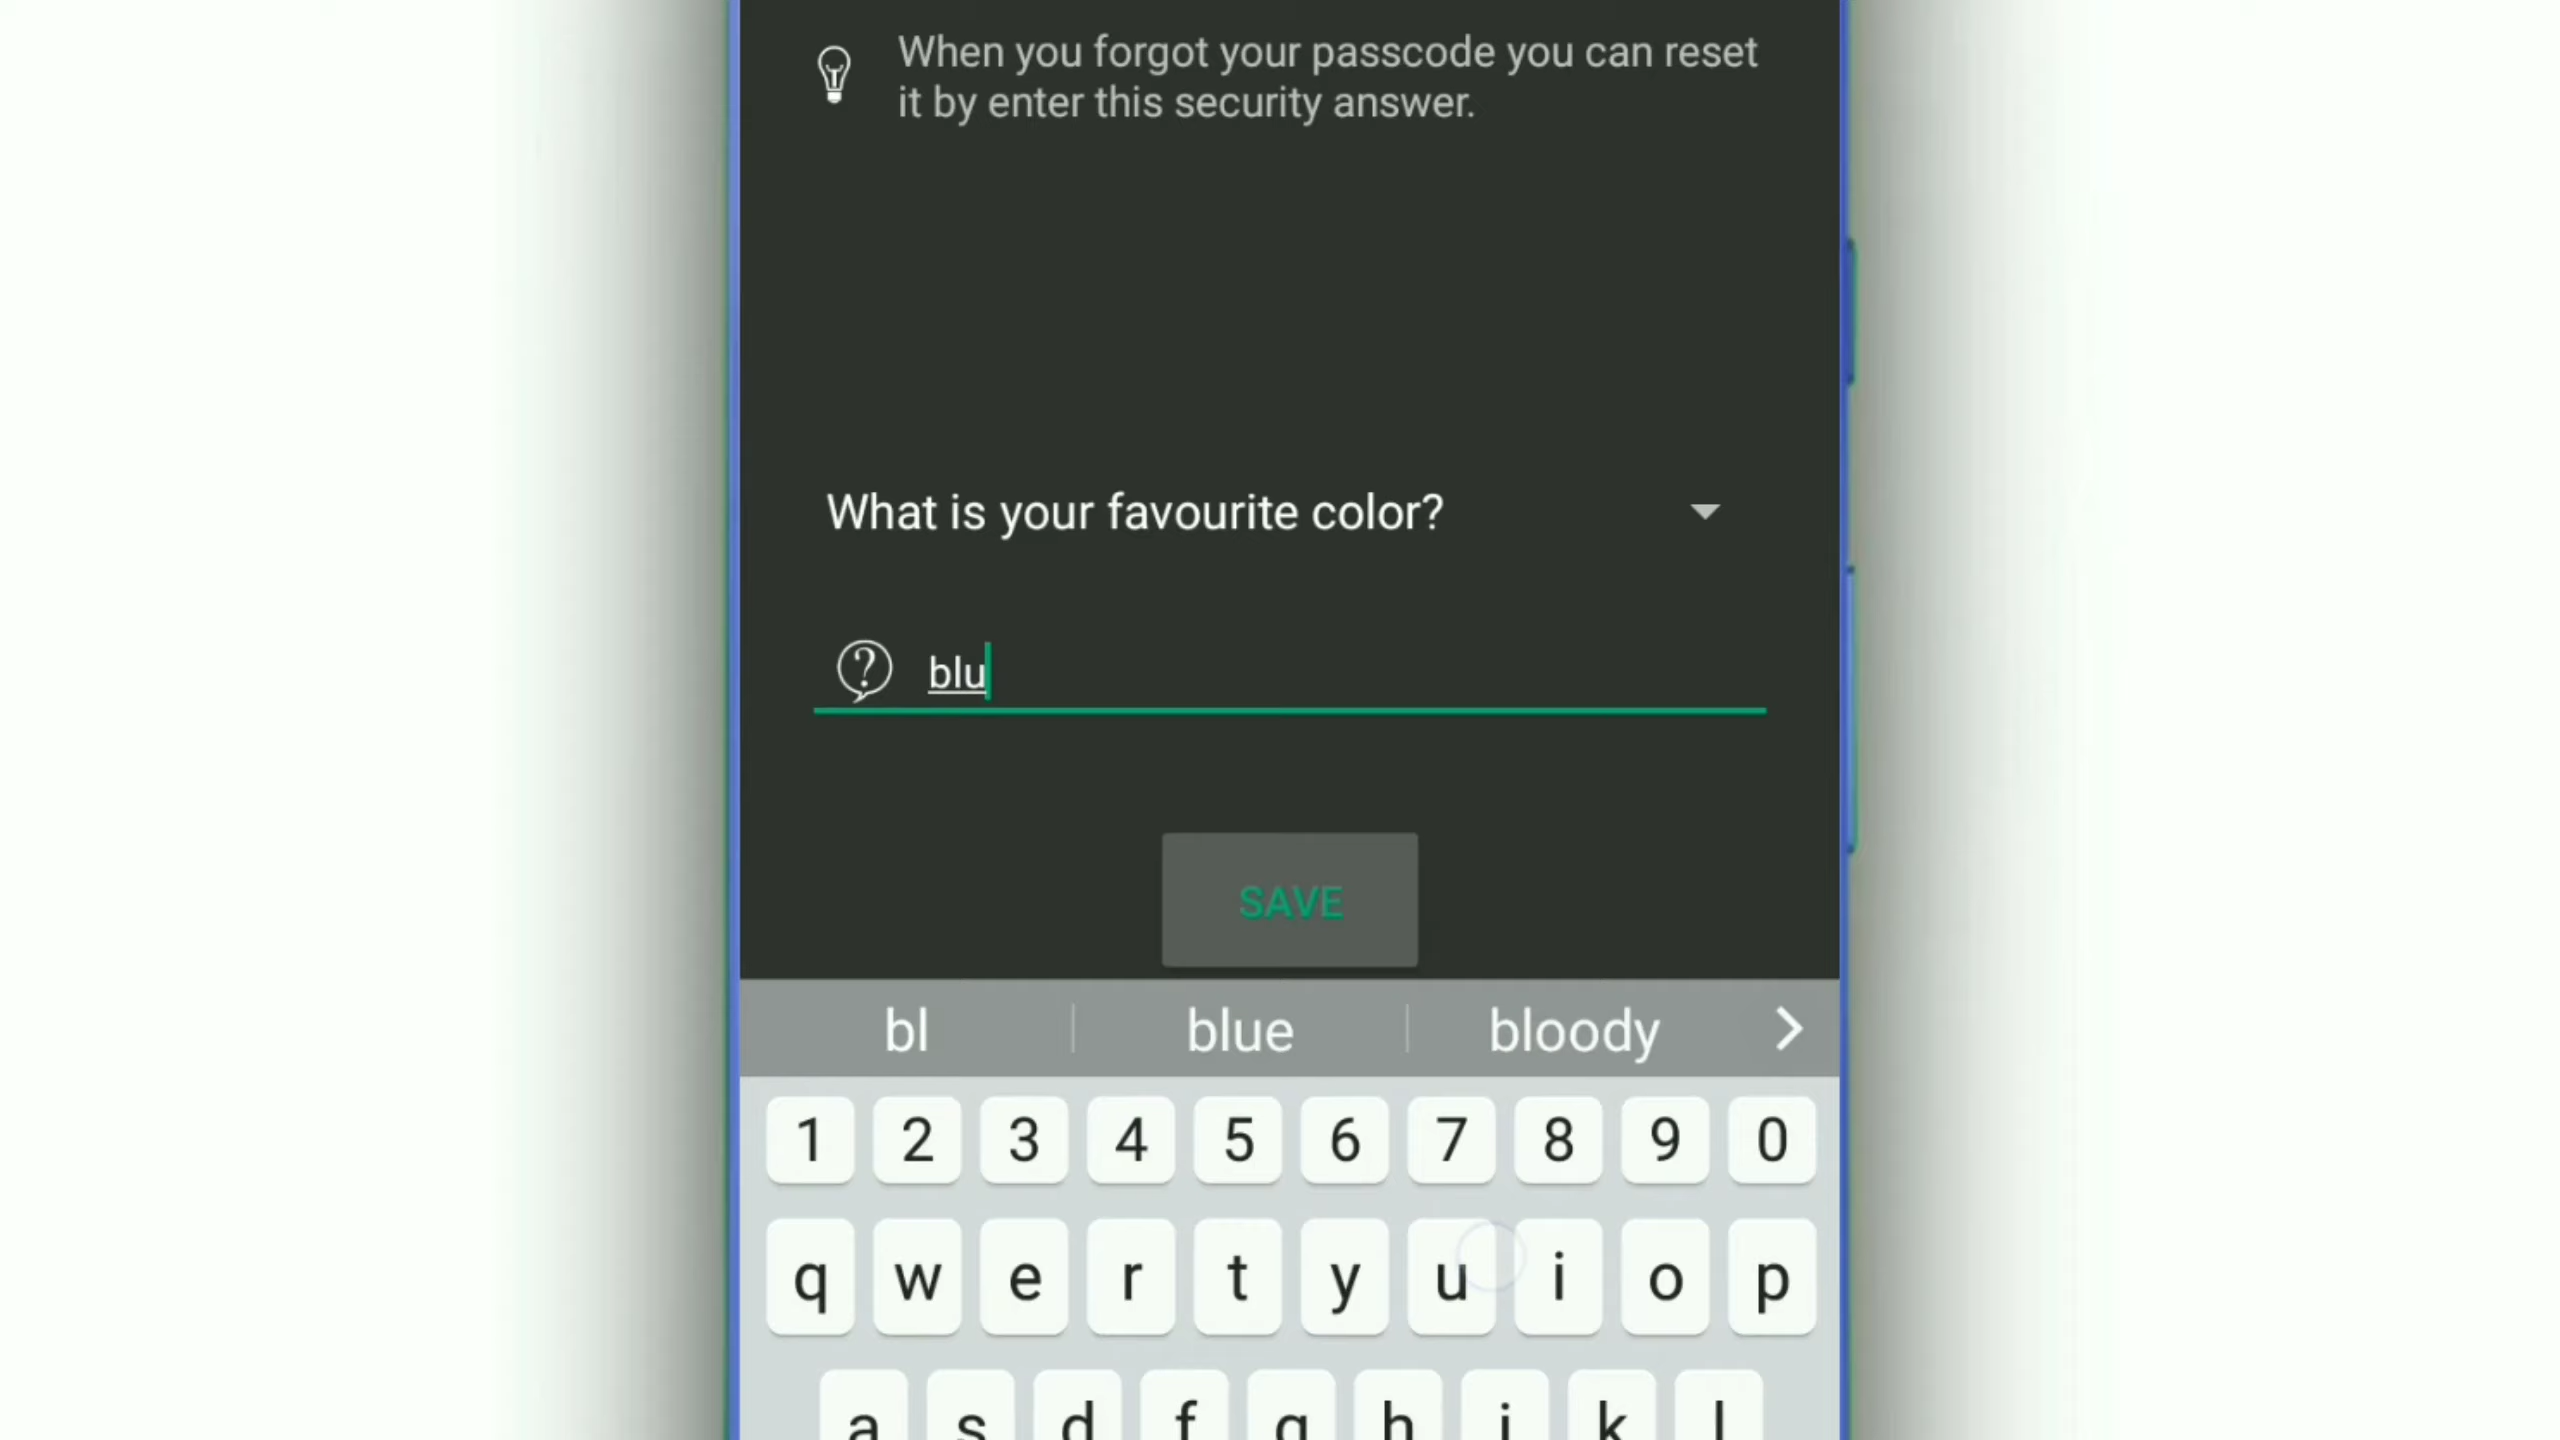 When you forgot your passcode you can reset
it by enter this security answer.
What is your favourite color?
blu
SAVE
bl blue bloody
1 2 3 4 5 6 7 8 9 0
q w e r t y u i o p
a s d f g h j k l